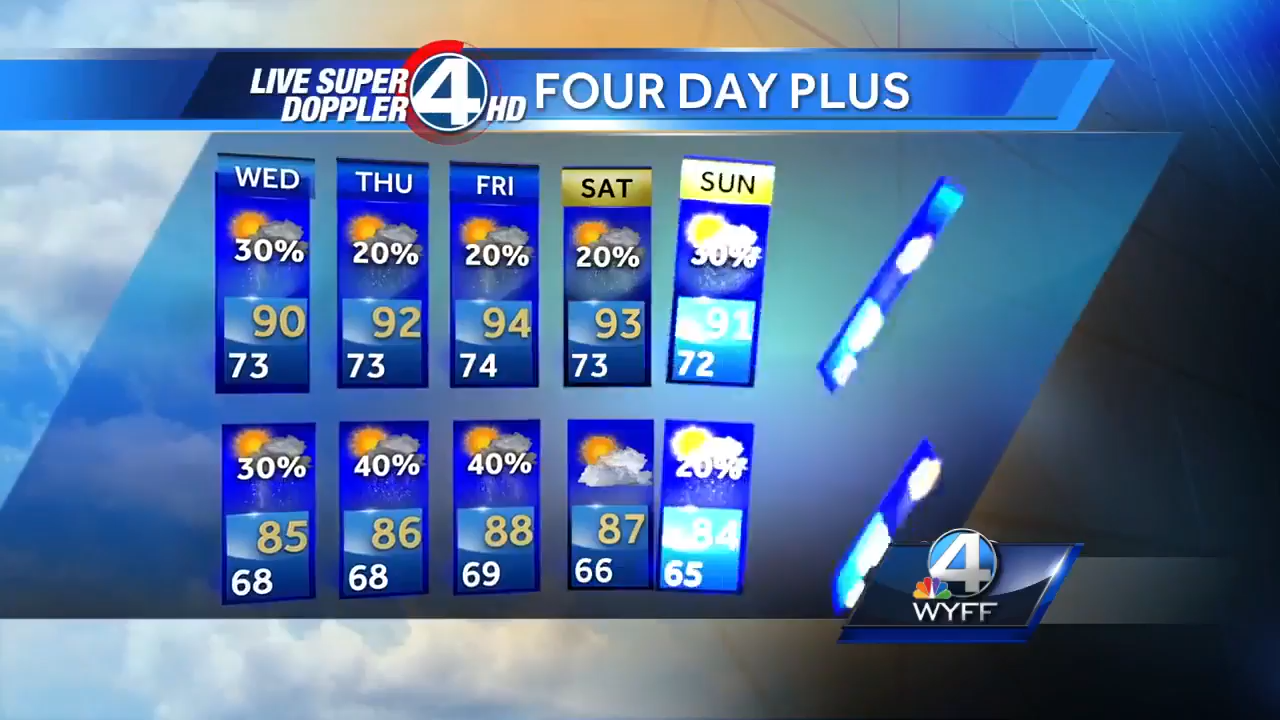 LIVE SUPER
DOPPLER 4 HD FOUR DAY PLUS
WED THU FRI SAT SUN
30% 20% 20% 20% 30%
90 92 94 93 91
73 73 74 73 72
30% 40% 40% 20%
85 86 88 87 84
68 68 69 66 65
4
WYFF